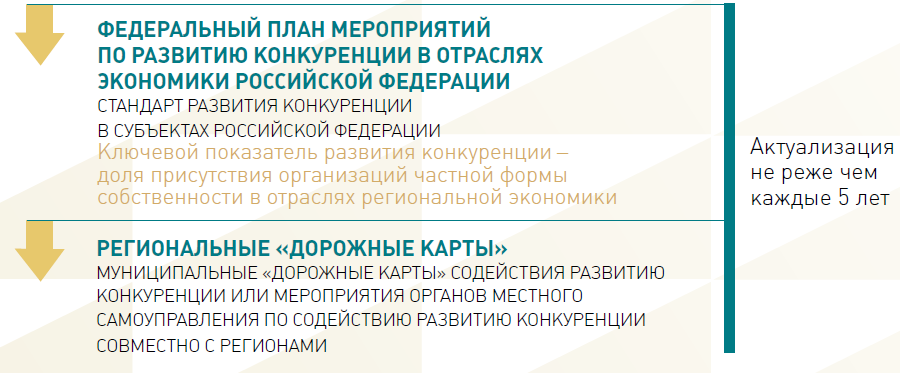 ФЕДЕРАЛЬНЫЙ ПЛАН МЕРОПРИЯТИЙ
ПО РАЗВИТИЮ КОНКУРЕНЦИИ В ОТРАСЛЯХ
ЭКОНОМИКИ РОССИЙСКОЙ ФЕДЕРАЦИИ
СТАНДАРТ РАЗВИТИЯ КОНКУРЕНЦИИ
В СУБЪЕКТАХ РОССИЙСКОЙ ФЕДЕРАЦИИ
Ключевой показатель развития конкуренции –
доля присутствия организаций частной формы
собственности в отраслях региональной экономики
РЕГИОНАЛЬНЫЕ «ДОРОЖНЫЕ КАРТЫ»
МУНИЦИПАЛЬНЫЕ «ДОРОЖНЫЕ КАРТЫ» СОДЕЙСТВИЯ РАЗВИТИЮ
КОНКУРЕНЦИИ ИЛИ МЕРОПРИЯТИЯ ОРГАНОВ МЕСТНОГО
САМОУПРАВЛЕНИЯ ПО СОДЕЙСТВИЮ РАЗВИТИЮ КОНКУРЕНЦИИ
СОВМЕСТНО С РЕГИОНАМИ
Актуализация
не реже чем
каждые 5 лет